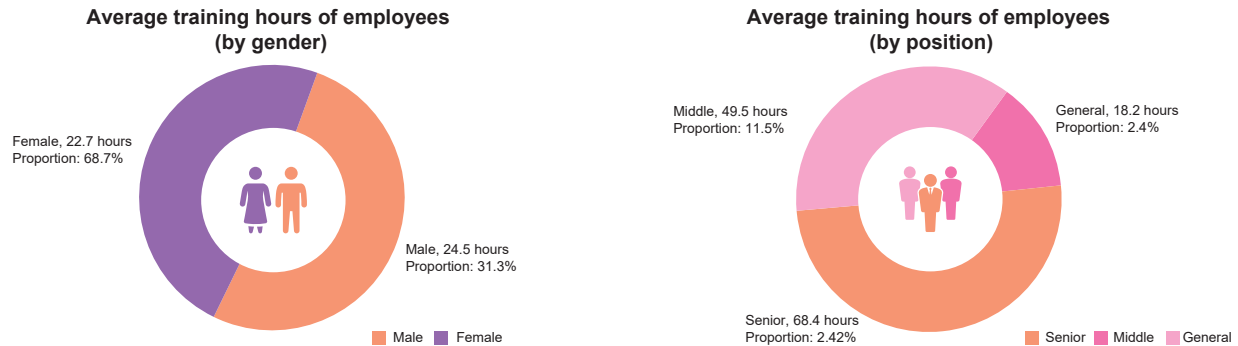 Average training hours of employees
(by gender)
Female, 22.7 hours
Proportion: 68.7%
Male, 24.5 hours
Proportion: 31.3%
Male
Female
Average training hours of employees
(by position)
Middle, 49.5 hours
Proportion: 11.5%
General, 18.2 hours
Proportion: 2.4%
Senior, 68.4 hours
Proportion: 2.42%
Senior
Middle
General